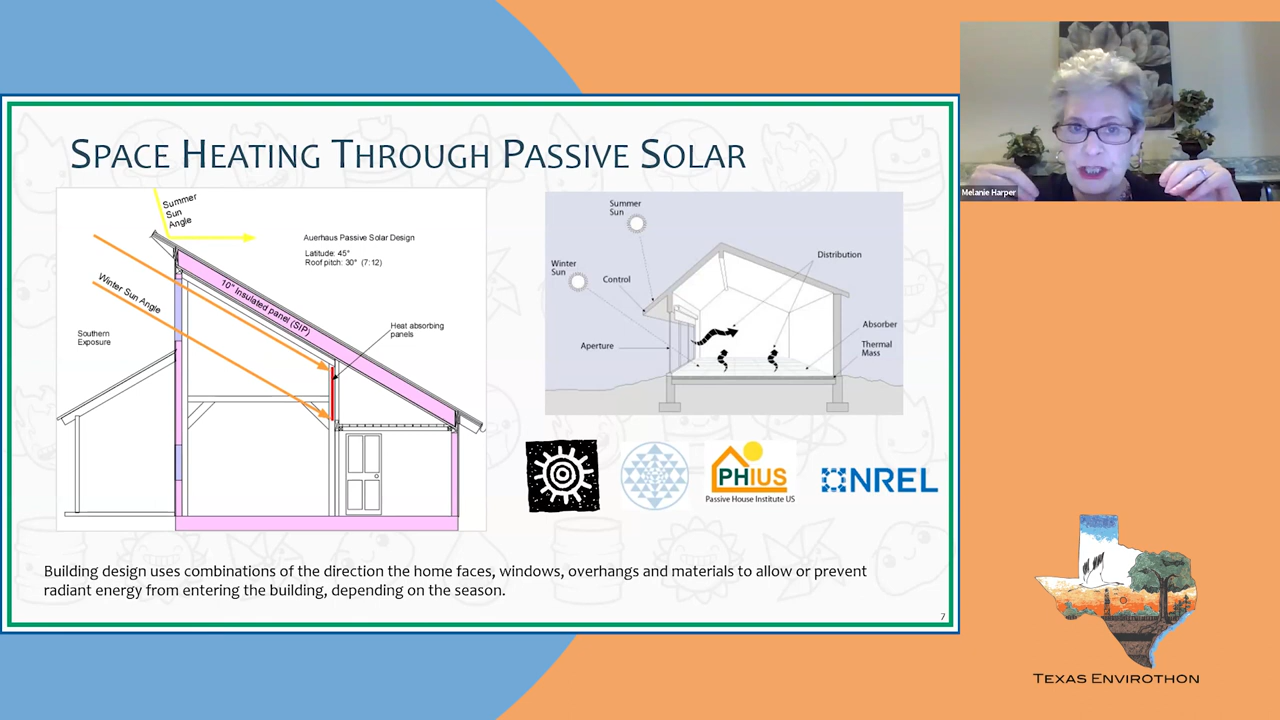 SPACE HEATING THROUGH PASSIVE SOLAR
Summer
Sun
Angle
Auerhaus Passive Solar Design
Latitude: 45°
Roof pitch: 30° (7:12)
Winter Sun Angle
10" Insulated panel (SIP)
Southern
Exposure
Heat absorbing
panels
Summer
Sun
Winter
Sun
Control
Distribution
Aperture
Absorber
Thermal
Mass
PHIUS
Passive House Institute US
NREL
Building design uses combinations of the direction the home faces, windows, overhangs and materials to allow or prevent
radiant energy from entering the building, depending on the season.
7
Melanie Harper
TEXAS ENVIROTHON